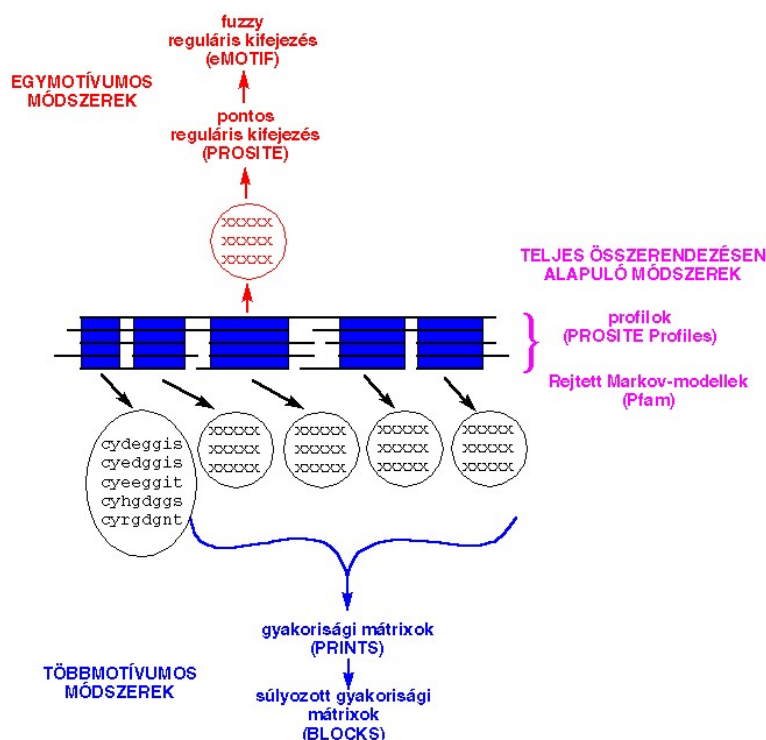 fuzzy
reguláris kifejezés
(eMOTIF)
EGYMOTÍVUMOS
MÓDSZEREK
pontos
reguláris kifejezés
(PROSITE)
XXXXX
XXXXX
XXXXX
TELJES ÖSSZERENDEZÉSEN
ALAPULÓ MÓDSZEREK
profilok
(PROSITE Profiles)
Rejtett Markov-modellek
(Pfam)
cydeggis
cyedggis
cyeeggit
cyhgdggs
cyrgdgnt
XXXXX
XXXXX
XXXXX
XXXXX
XXXXX
XXXXX
XXXXX
XXXXX
XXXXX
XXXXX
XXXXX
XXXXX
gyakorisági mátrixok
(PRINTS)
TÖBBMOTÍVUMOS
MÓDSZEREK
súlyozott gyakorisági
mátrixok
(BLOCKS)